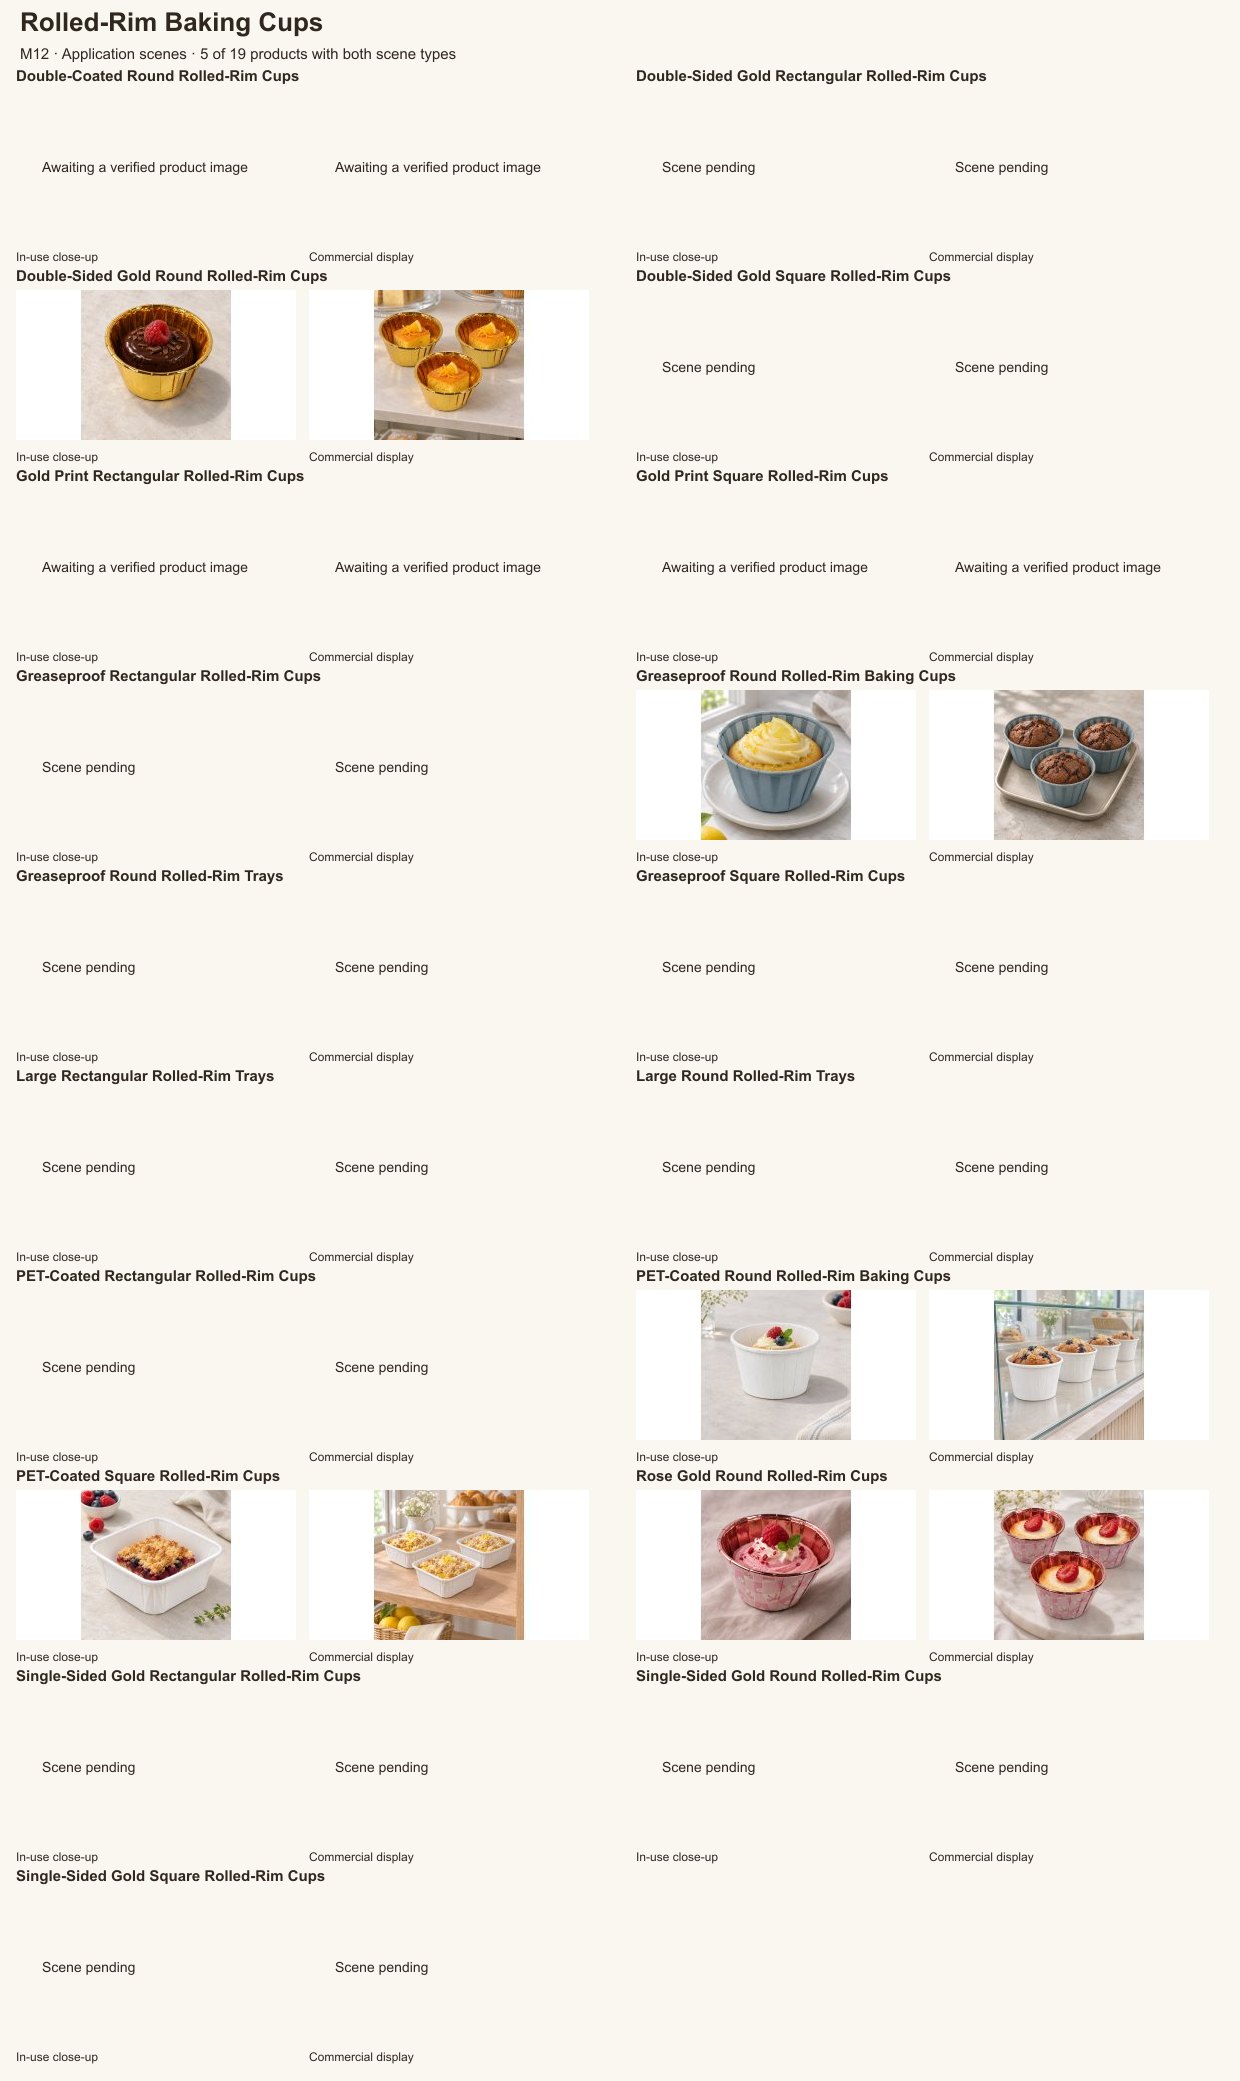 Rolled-Rim Baking Cups
M12 · Application scenes · 5 of 19 products with both scene types
Double-Coated Round Rolled-Rim Cups
Awaiting a verified product image
Awaiting a verified product image
In-use close-up
Commercial display
Double-Sided Gold Rectangular Rolled-Rim Cups
Scene pending
Scene pending
In-use close-up
Commercial display
Double-Sided Gold Round Rolled-Rim Cups
In-use close-up
Commercial display
Double-Sided Gold Square Rolled-Rim Cups
Scene pending
Scene pending
In-use close-up
Commercial display
Gold Print Rectangular Rolled-Rim Cups
Awaiting a verified product image
Awaiting a verified product image
In-use close-up
Commercial display
Gold Print Square Rolled-Rim Cups
Awaiting a verified product image
Awaiting a verified product image
In-use close-up
Commercial display
Greaseproof Rectangular Rolled-Rim Cups
Scene pending
Scene pending
In-use close-up
Commercial display
Greaseproof Round Rolled-Rim Baking Cups
In-use close-up
Commercial display
Greaseproof Round Rolled-Rim Trays
Scene pending
Scene pending
In-use close-up
Commercial display
Greaseproof Square Rolled-Rim Cups
Scene pending
Scene pending
In-use close-up
Commercial display
Large Rectangular Rolled-Rim Trays
Scene pending
Scene pending
In-use close-up
Commercial display
Large Round Rolled-Rim Trays
Scene pending
Scene pending
In-use close-up
Commercial display
PET-Coated Rectangular Rolled-Rim Cups
Scene pending
Scene pending
In-use close-up
Commercial display
PET-Coated Round Rolled-Rim Baking Cups
In-use close-up
Commercial display
PET-Coated Square Rolled-Rim Cups
In-use close-up
Commercial display
Rose Gold Round Rolled-Rim Cups
In-use close-up
Commercial display
Single-Sided Gold Rectangular Rolled-Rim Cups
Scene pending
Scene pending
In-use close-up
Commercial display
Single-Sided Gold Round Rolled-Rim Cups
Scene pending
Scene pending
In-use close-up
Commercial display
Single-Sided Gold Square Rolled-Rim Cups
Scene pending
Scene pending
In-use close-up
Commercial display